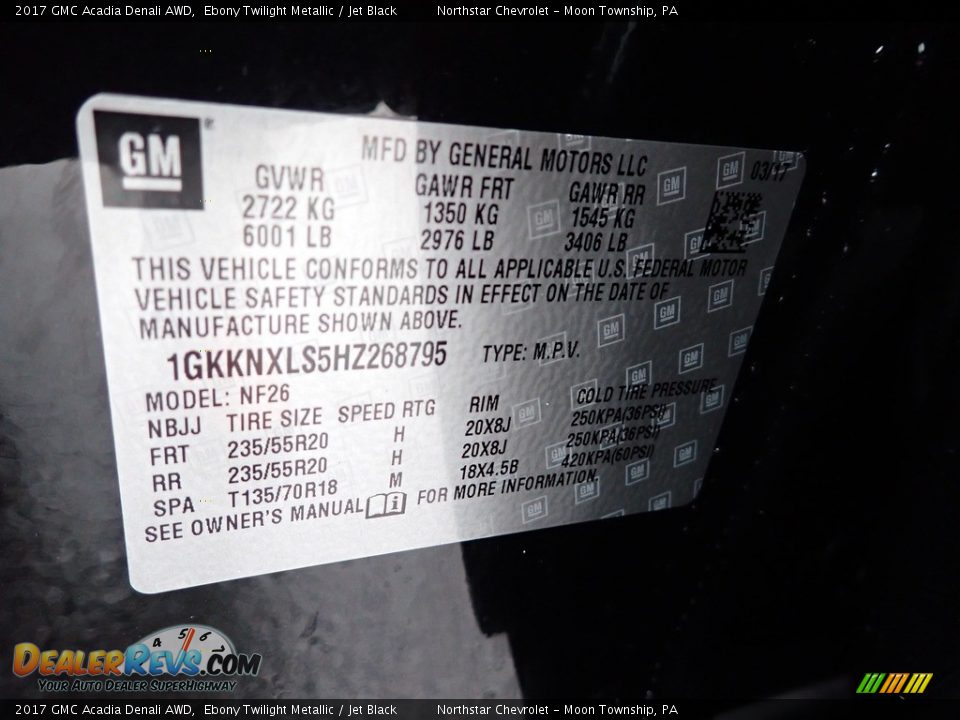 2017 GMC Acadia Denali AWD, Ebony Twilight Metallic / Jet Black Northstar Chevrolet - Moon Township, PA
GM
MFD BY GENERAL MOTORS LLC 03/17
GVWR GAWR FRT GAWR RR
2722 KG 1350 KG 1545 KG
6001 LB 2976 LB 3406 LB
THIS VEHICLE CONFORMS TO ALL APPLICABLE U.S. FEDERAL MOTOR
VEHICLE SAFETY STANDARDS IN EFFECT ON THE DATE OF
MANUFACTURE SHOWN ABOVE.
1GKKNXLS5HZ268795 TYPE: M.P.V.
MODEL: NF26
NBJJ TIRE SIZE SPEED RTG RIM COLD TIRE PRESSURE
FRT 235/55R20 H 20X8J 250KPA(36PSI)
RR 235/55R20 H 20X8J 250KPA(36PSI)
SPA T135/70R18 M 18X4.5B 420KPA(60PSI)
SEE OWNER'S MANUAL i FOR MORE INFORMATION.
4 5 6
DEALERREVS.COM
YOUR AUTO DEALER SUPERHIGHWAY
2017 GMC Acadia Denali AWD, Ebony Twilight Metallic / Jet Black Northstar Chevrolet - Moon Township, PA